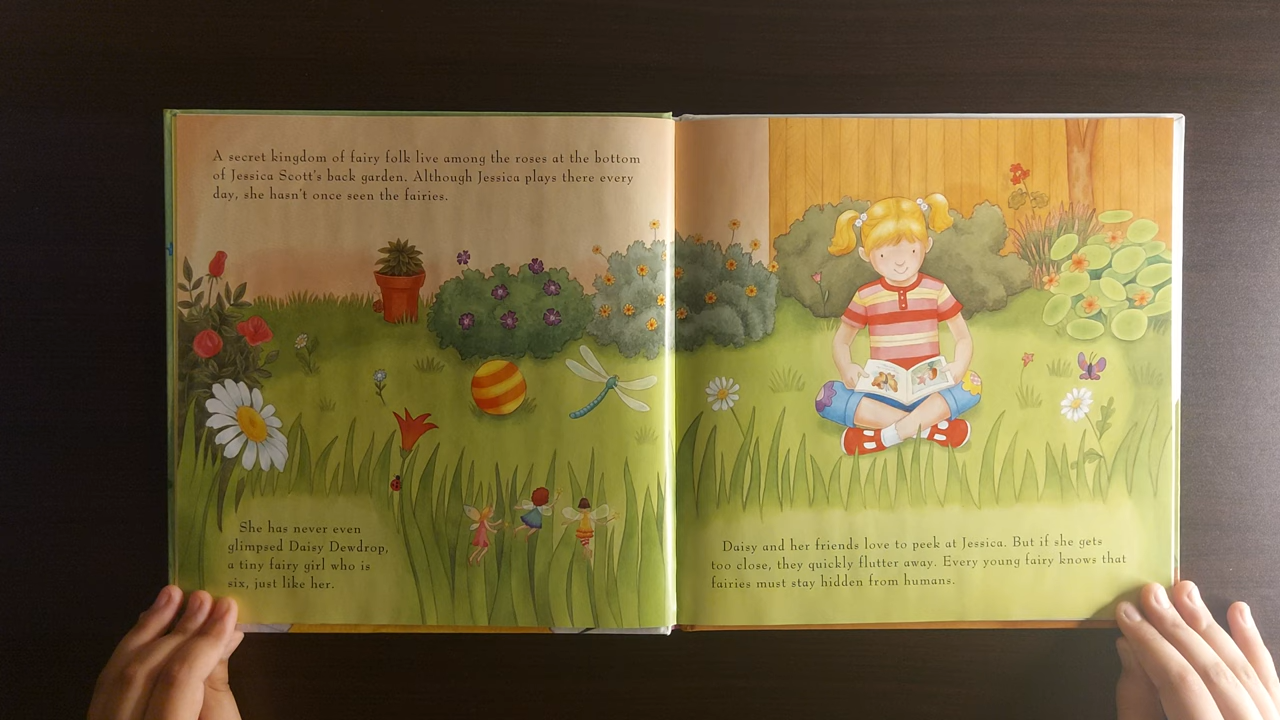 A secret kingdom of fairy folk live among the roses at the bottom
of Jessica Scott's back garden. Although Jessica plays there every
day, she hasn't once seen the fairies.
She has never even
glimpsed Daisy Dewdrop,
a tiny fairy girl who is
six, just like her.
Daisy and her friends love to peek at Jessica. But if she gets
too close, they quickly flutter away. Every young fairy knows that
fairies must stay hidden from humans.